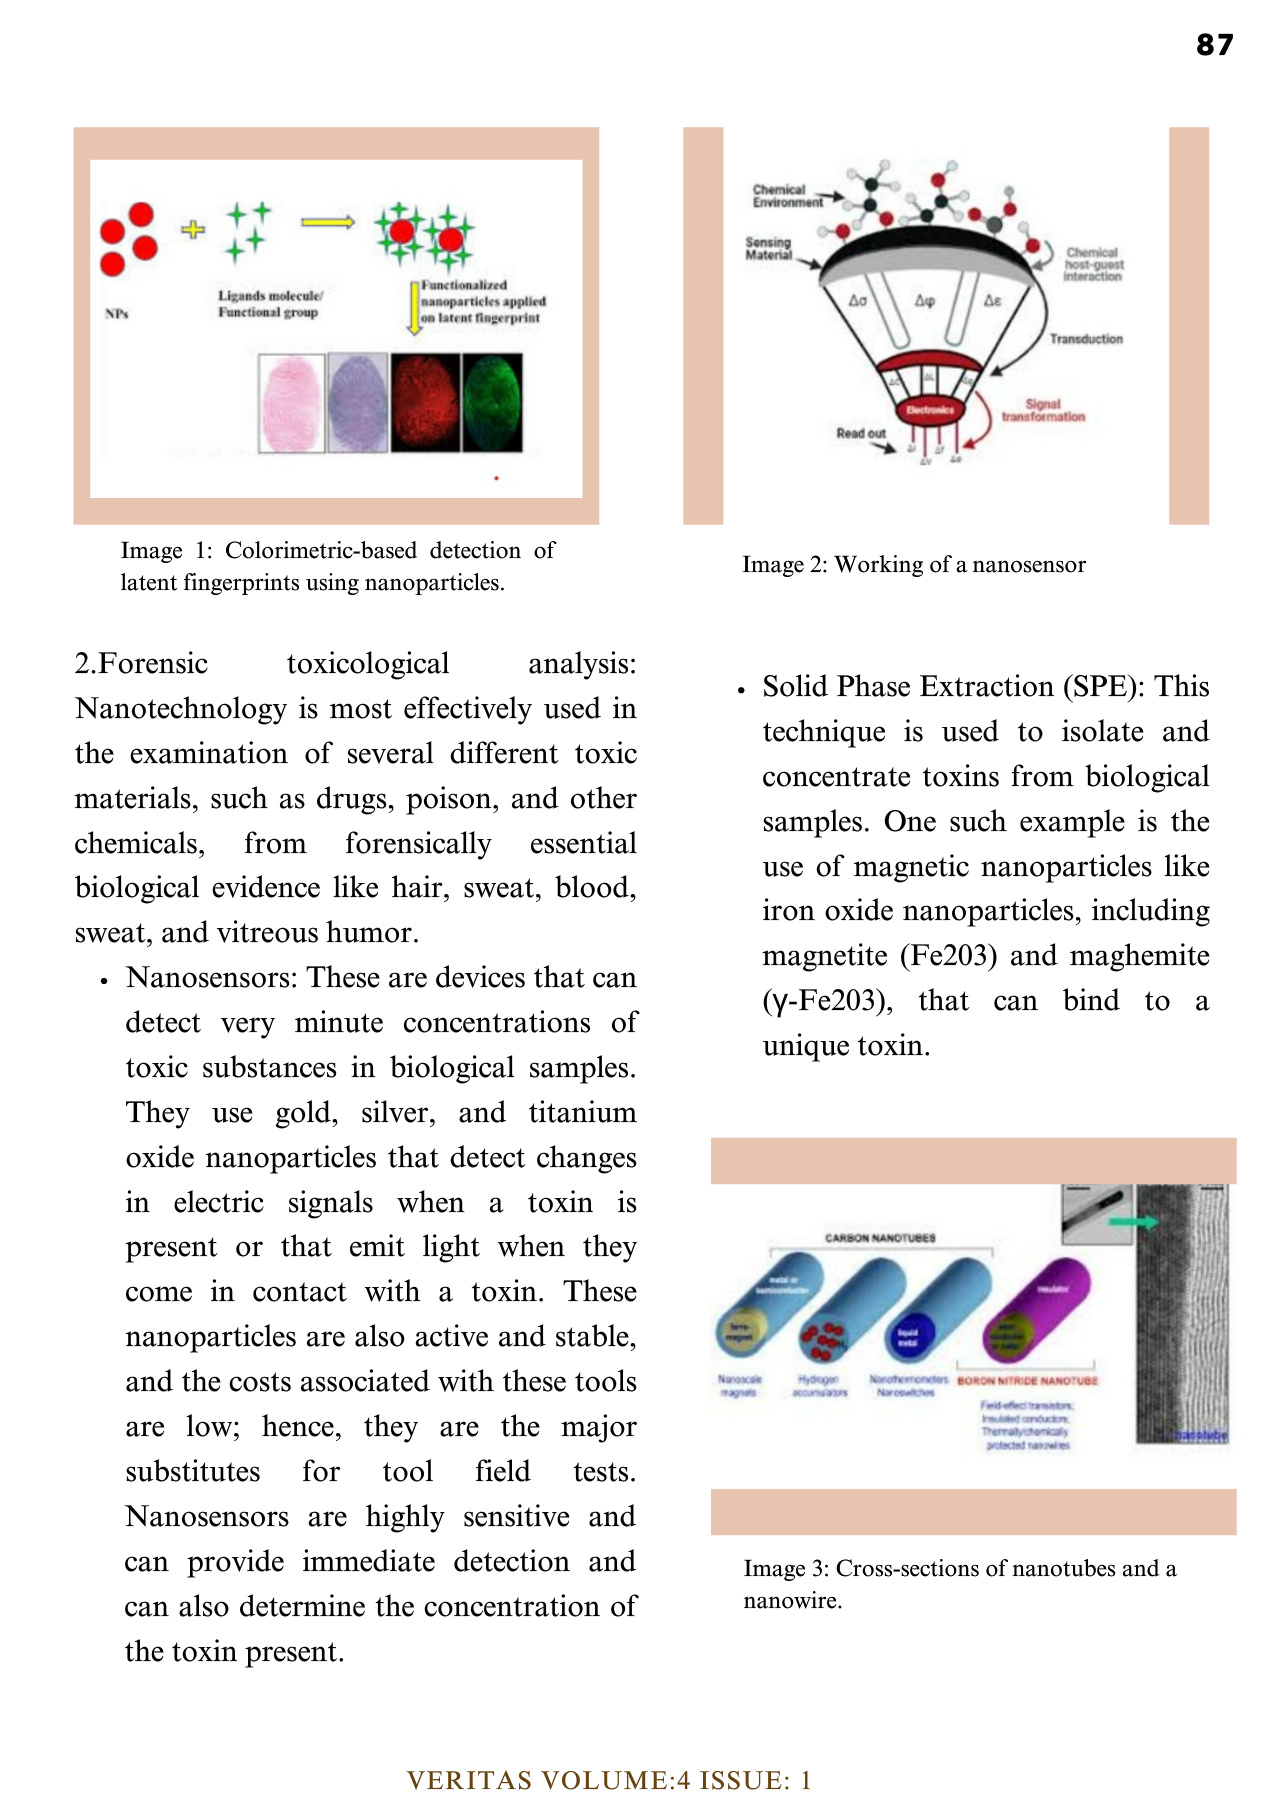 87
NPs
Ligands molecule/
Functional group
Functionalized
nanoparticles applied
on latent fingerprint
Image 1: Colorimetric-based detection of
latent fingerprints using nanoparticles.
Chemical
Environment
Sensing
Material
Chemical
host-guest
interaction
Δσ
Δφ
Δε
Transduction
Electronics
Signal
transformation
Read out
Image 2: Working of a nanosensor
2.Forensic toxicological analysis:
Nanotechnology is most effectively used in
the examination of several different toxic
materials, such as drugs, poison, and other
chemicals, from forensically essential
biological evidence like hair, sweat, blood,
sweat, and vitreous humor.
• Nanosensors: These are devices that can
detect very minute concentrations of
toxic substances in biological samples.
They use gold, silver, and titanium
oxide nanoparticles that detect changes
in electric signals when a toxin is
present or that emit light when they
come in contact with a toxin. These
nanoparticles are also active and stable,
and the costs associated with these tools
are low; hence, they are the major
substitutes for tool field tests.
Nanosensors are highly sensitive and
can provide immediate detection and
can also determine the concentration of
the toxin present.
• Solid Phase Extraction (SPE): This
technique is used to isolate and
concentrate toxins from biological
samples. One such example is the
use of magnetic nanoparticles like
iron oxide nanoparticles, including
magnetite (Fe203) and maghemite
(γ-Fe203), that can bind to a
unique toxin.
CARBON NANOTUBES
metal or
semiconductor
insulator
ferro-
magnet
liquid
metal
Nanoscale
magnets
Hydrogen
accumulators
Nanothermometers
Nanoswitches
BORON NITRIDE NANOTUBE
Field-effect transistors;
Insulated conductors;
Thermally/chemically
protected nanowires
nanotube
Image 3: Cross-sections of nanotubes and a
nanowire.
VERITAS VOLUME:4 ISSUE: 1